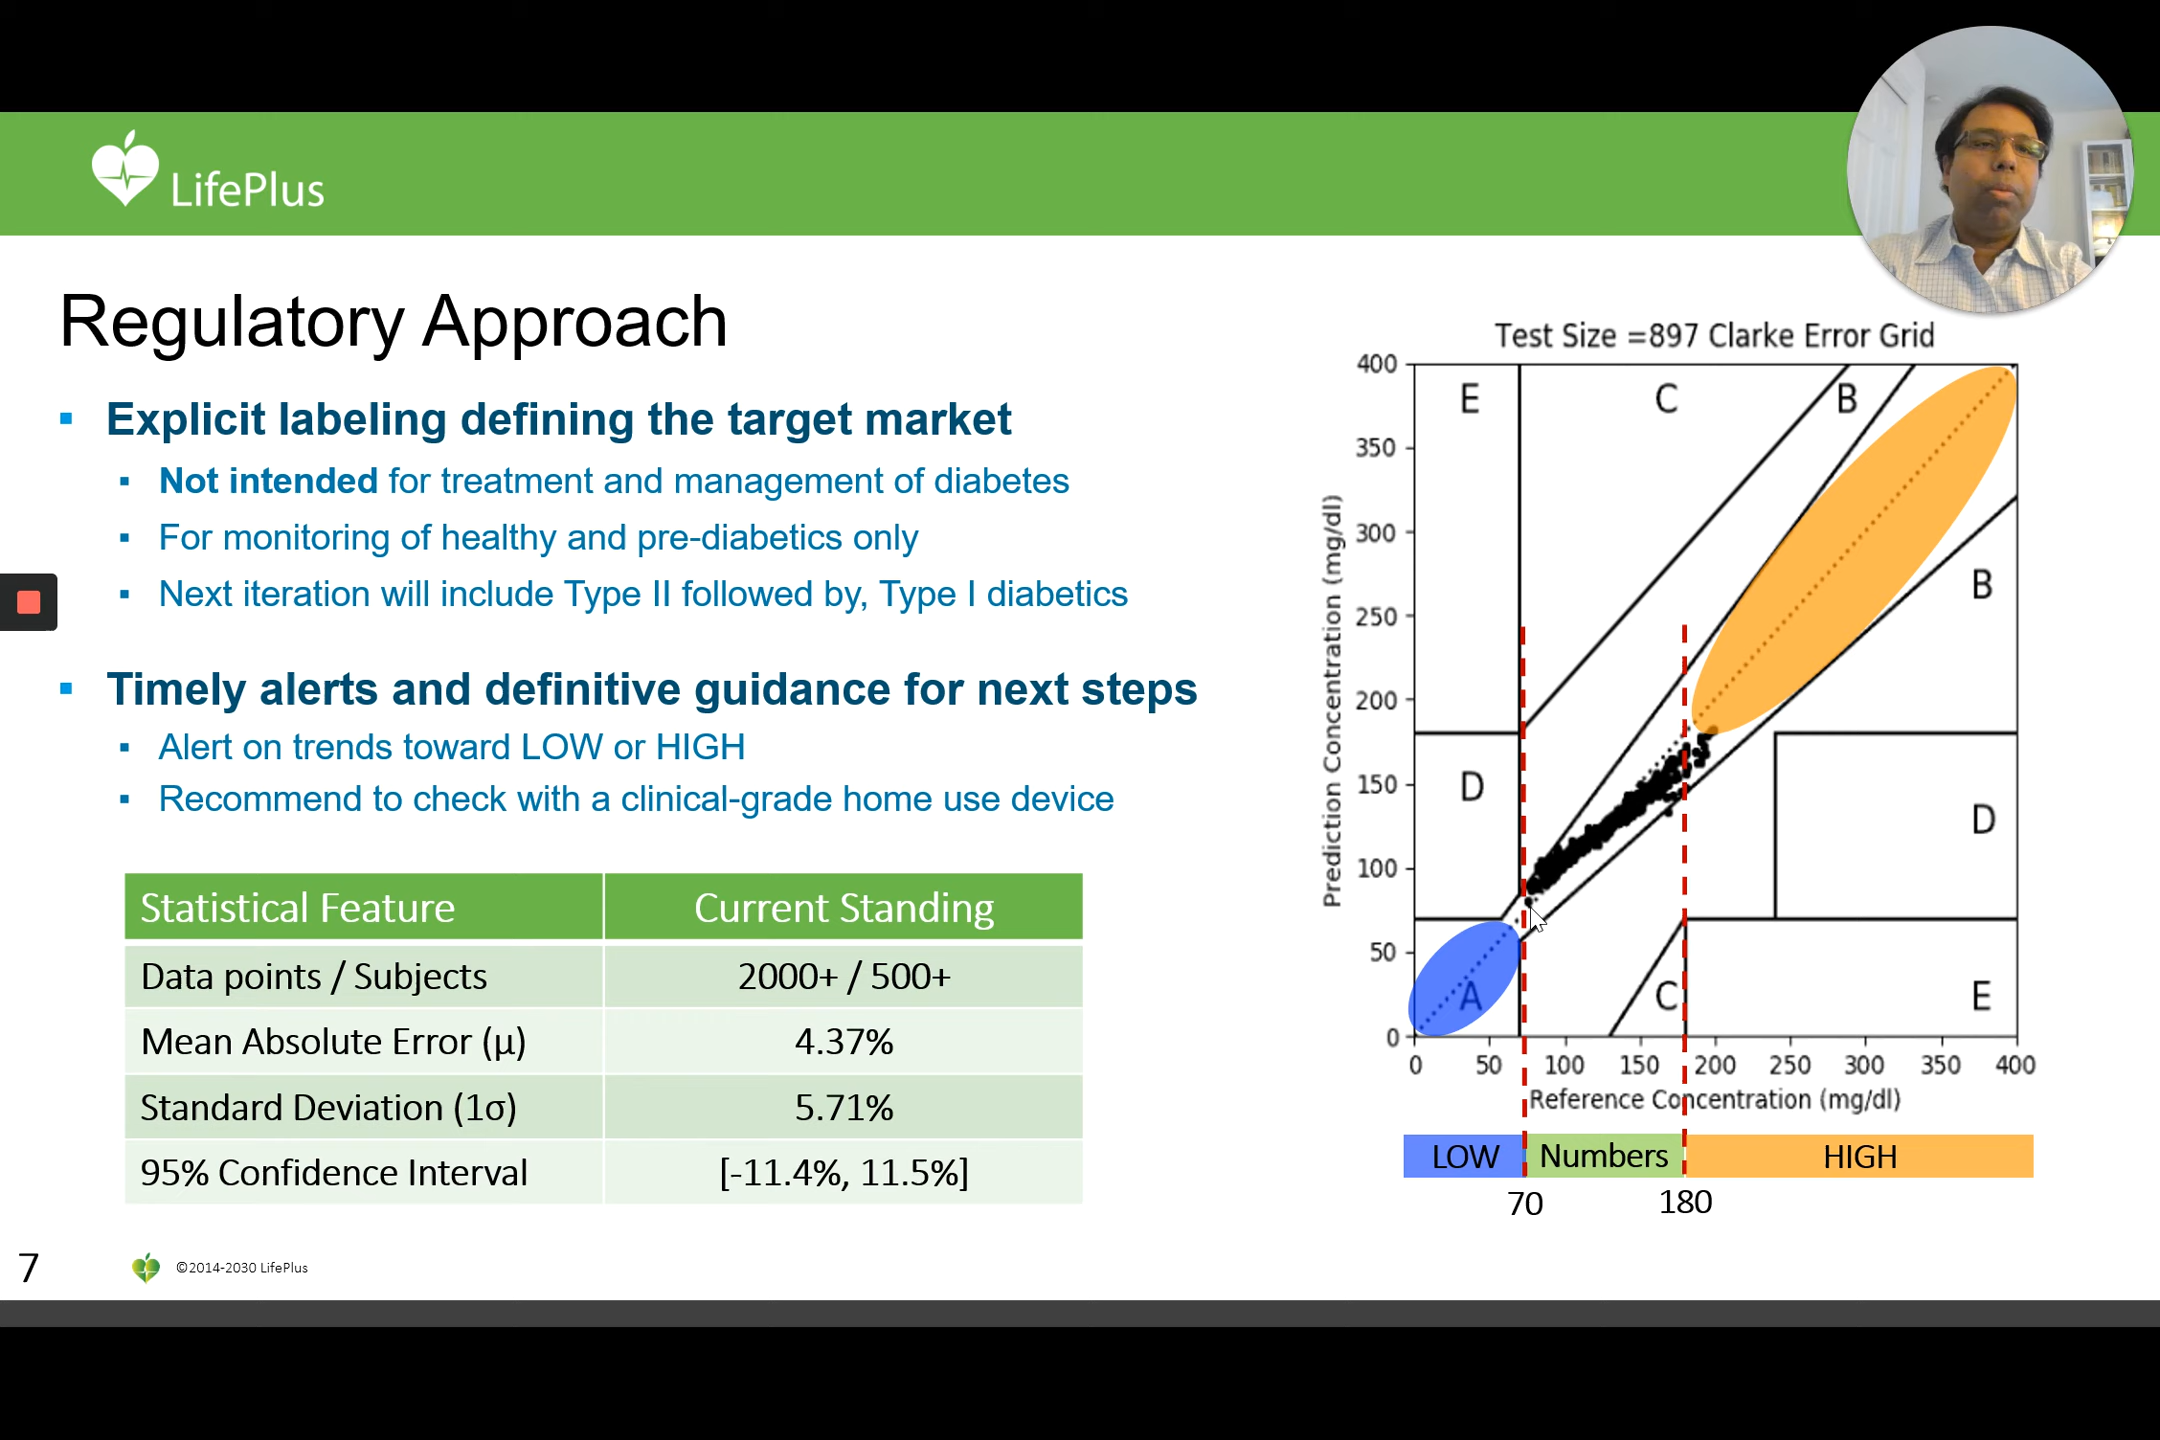 LifePlus
Regulatory Approach
Explicit labeling defining the target market
Not intended for treatment and management of diabetes
For monitoring of healthy and pre-diabetics only
Next iteration will include Type II followed by, Type I diabetics
Timely alerts and definitive guidance for next steps
Alert on trends toward LOW or HIGH
Recommend to check with a clinical-grade home use device
Statistical Feature Current Standing
Data points / Subjects 2000+ / 500+
Mean Absolute Error (μ) 4.37%
Standard Deviation (1σ) 5.71%
95% Confidence Interval [-11.4%, 11.5%]
Test Size =897 Clarke Error Grid
Prediction Concentration (mg/dl)
400
350
300
250
200
150
100
50
0
E C B
B
D D
A C E
0 50 100 150 200 250 300 350 400
Reference Concentration (mg/dl)
LOW Numbers HIGH
70 180
7 ©2014-2030 LifePlus